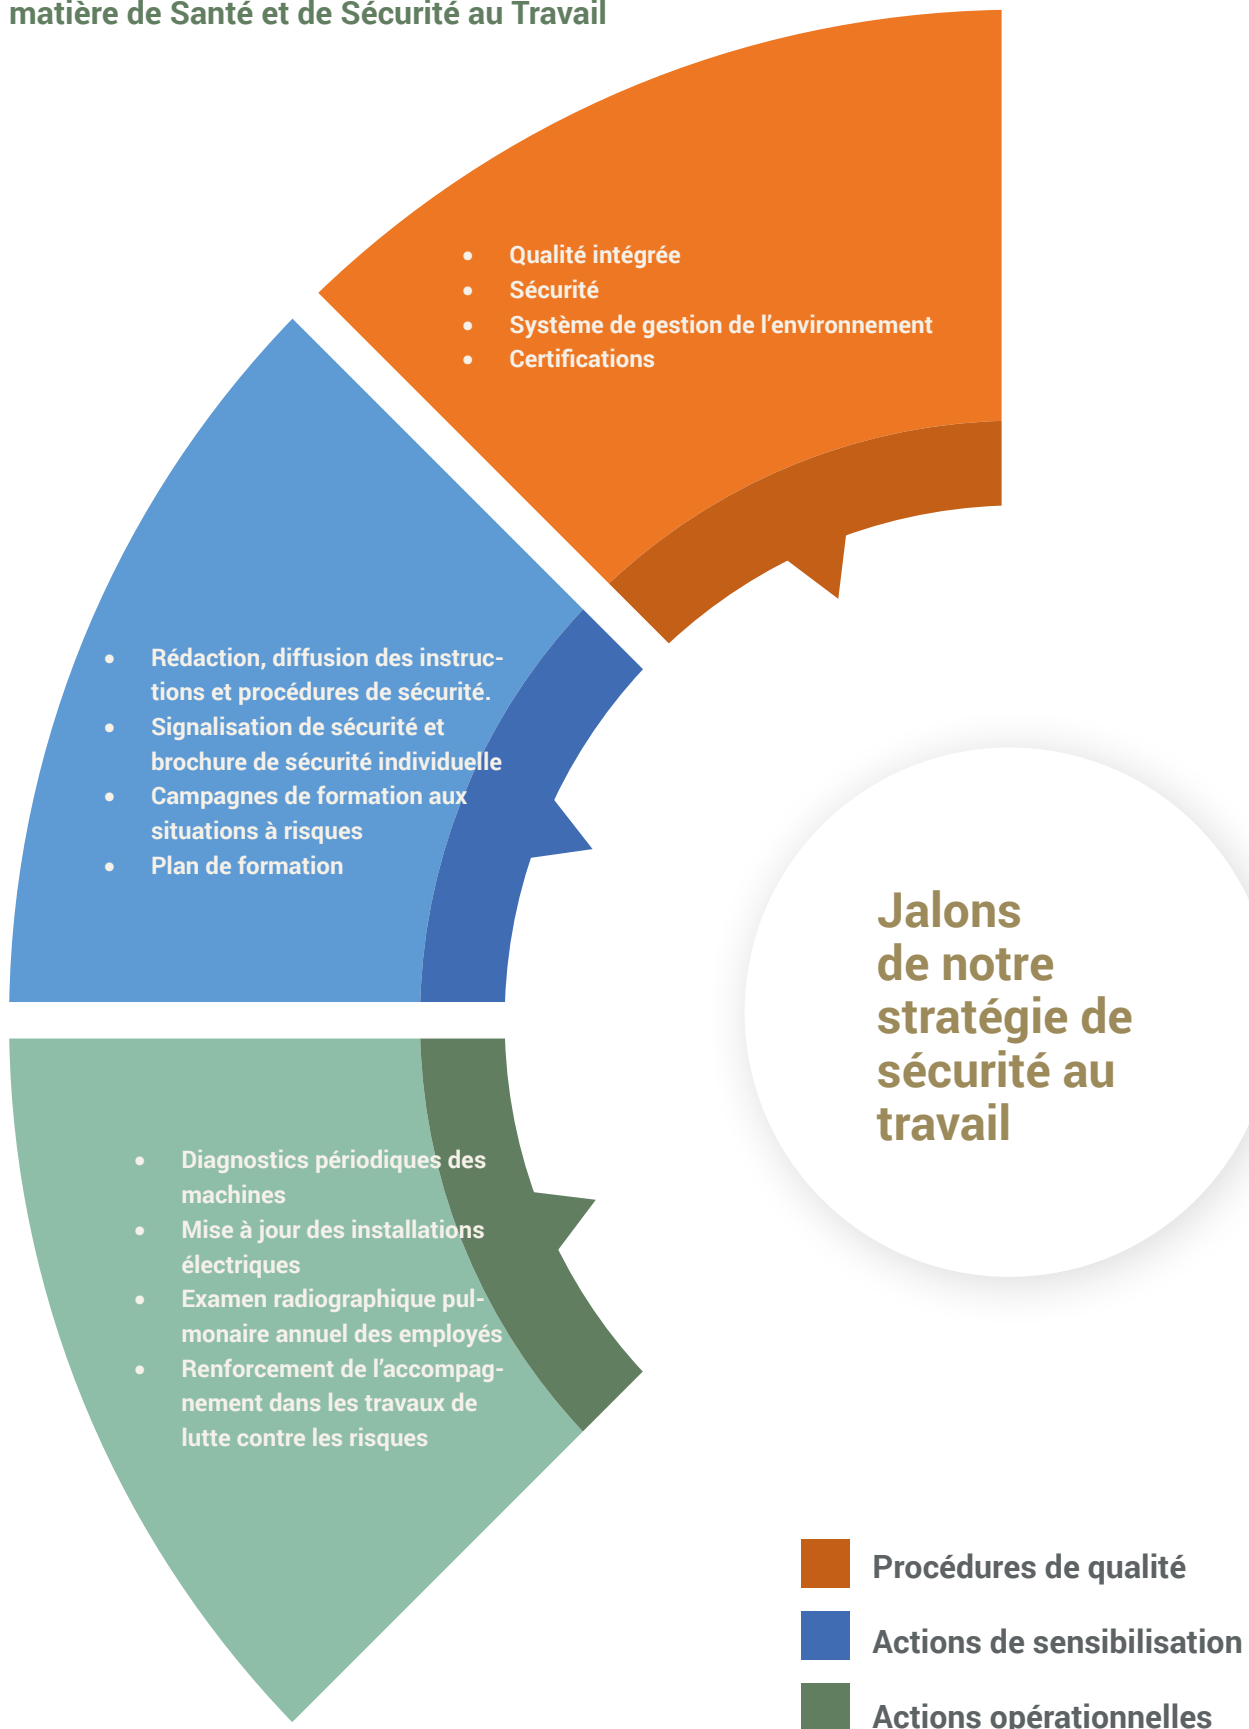 matière de Santé et de Sécurité au Travail
• Qualité intégrée
• Sécurité
• Système de gestion de l’environnement
• Certifications
• Rédaction, diffusion des instruc-
tions et procédures de sécurité.
• Signalisation de sécurité et
brochure de sécurité individuelle
• Campagnes de formation aux
situations à risques
• Plan de formation
Jalons
de notre
stratégie de
sécurité au
travail
• Diagnostics périodiques des
machines
• Mise à jour des installations
électriques
• Examen radiographique pul-
monaire annuel des employés
• Renforcement de l’accompag-
nement dans les travaux de
lutte contre les risques
Procédures de qualité
Actions de sensibilisation
Actions opérationnelles